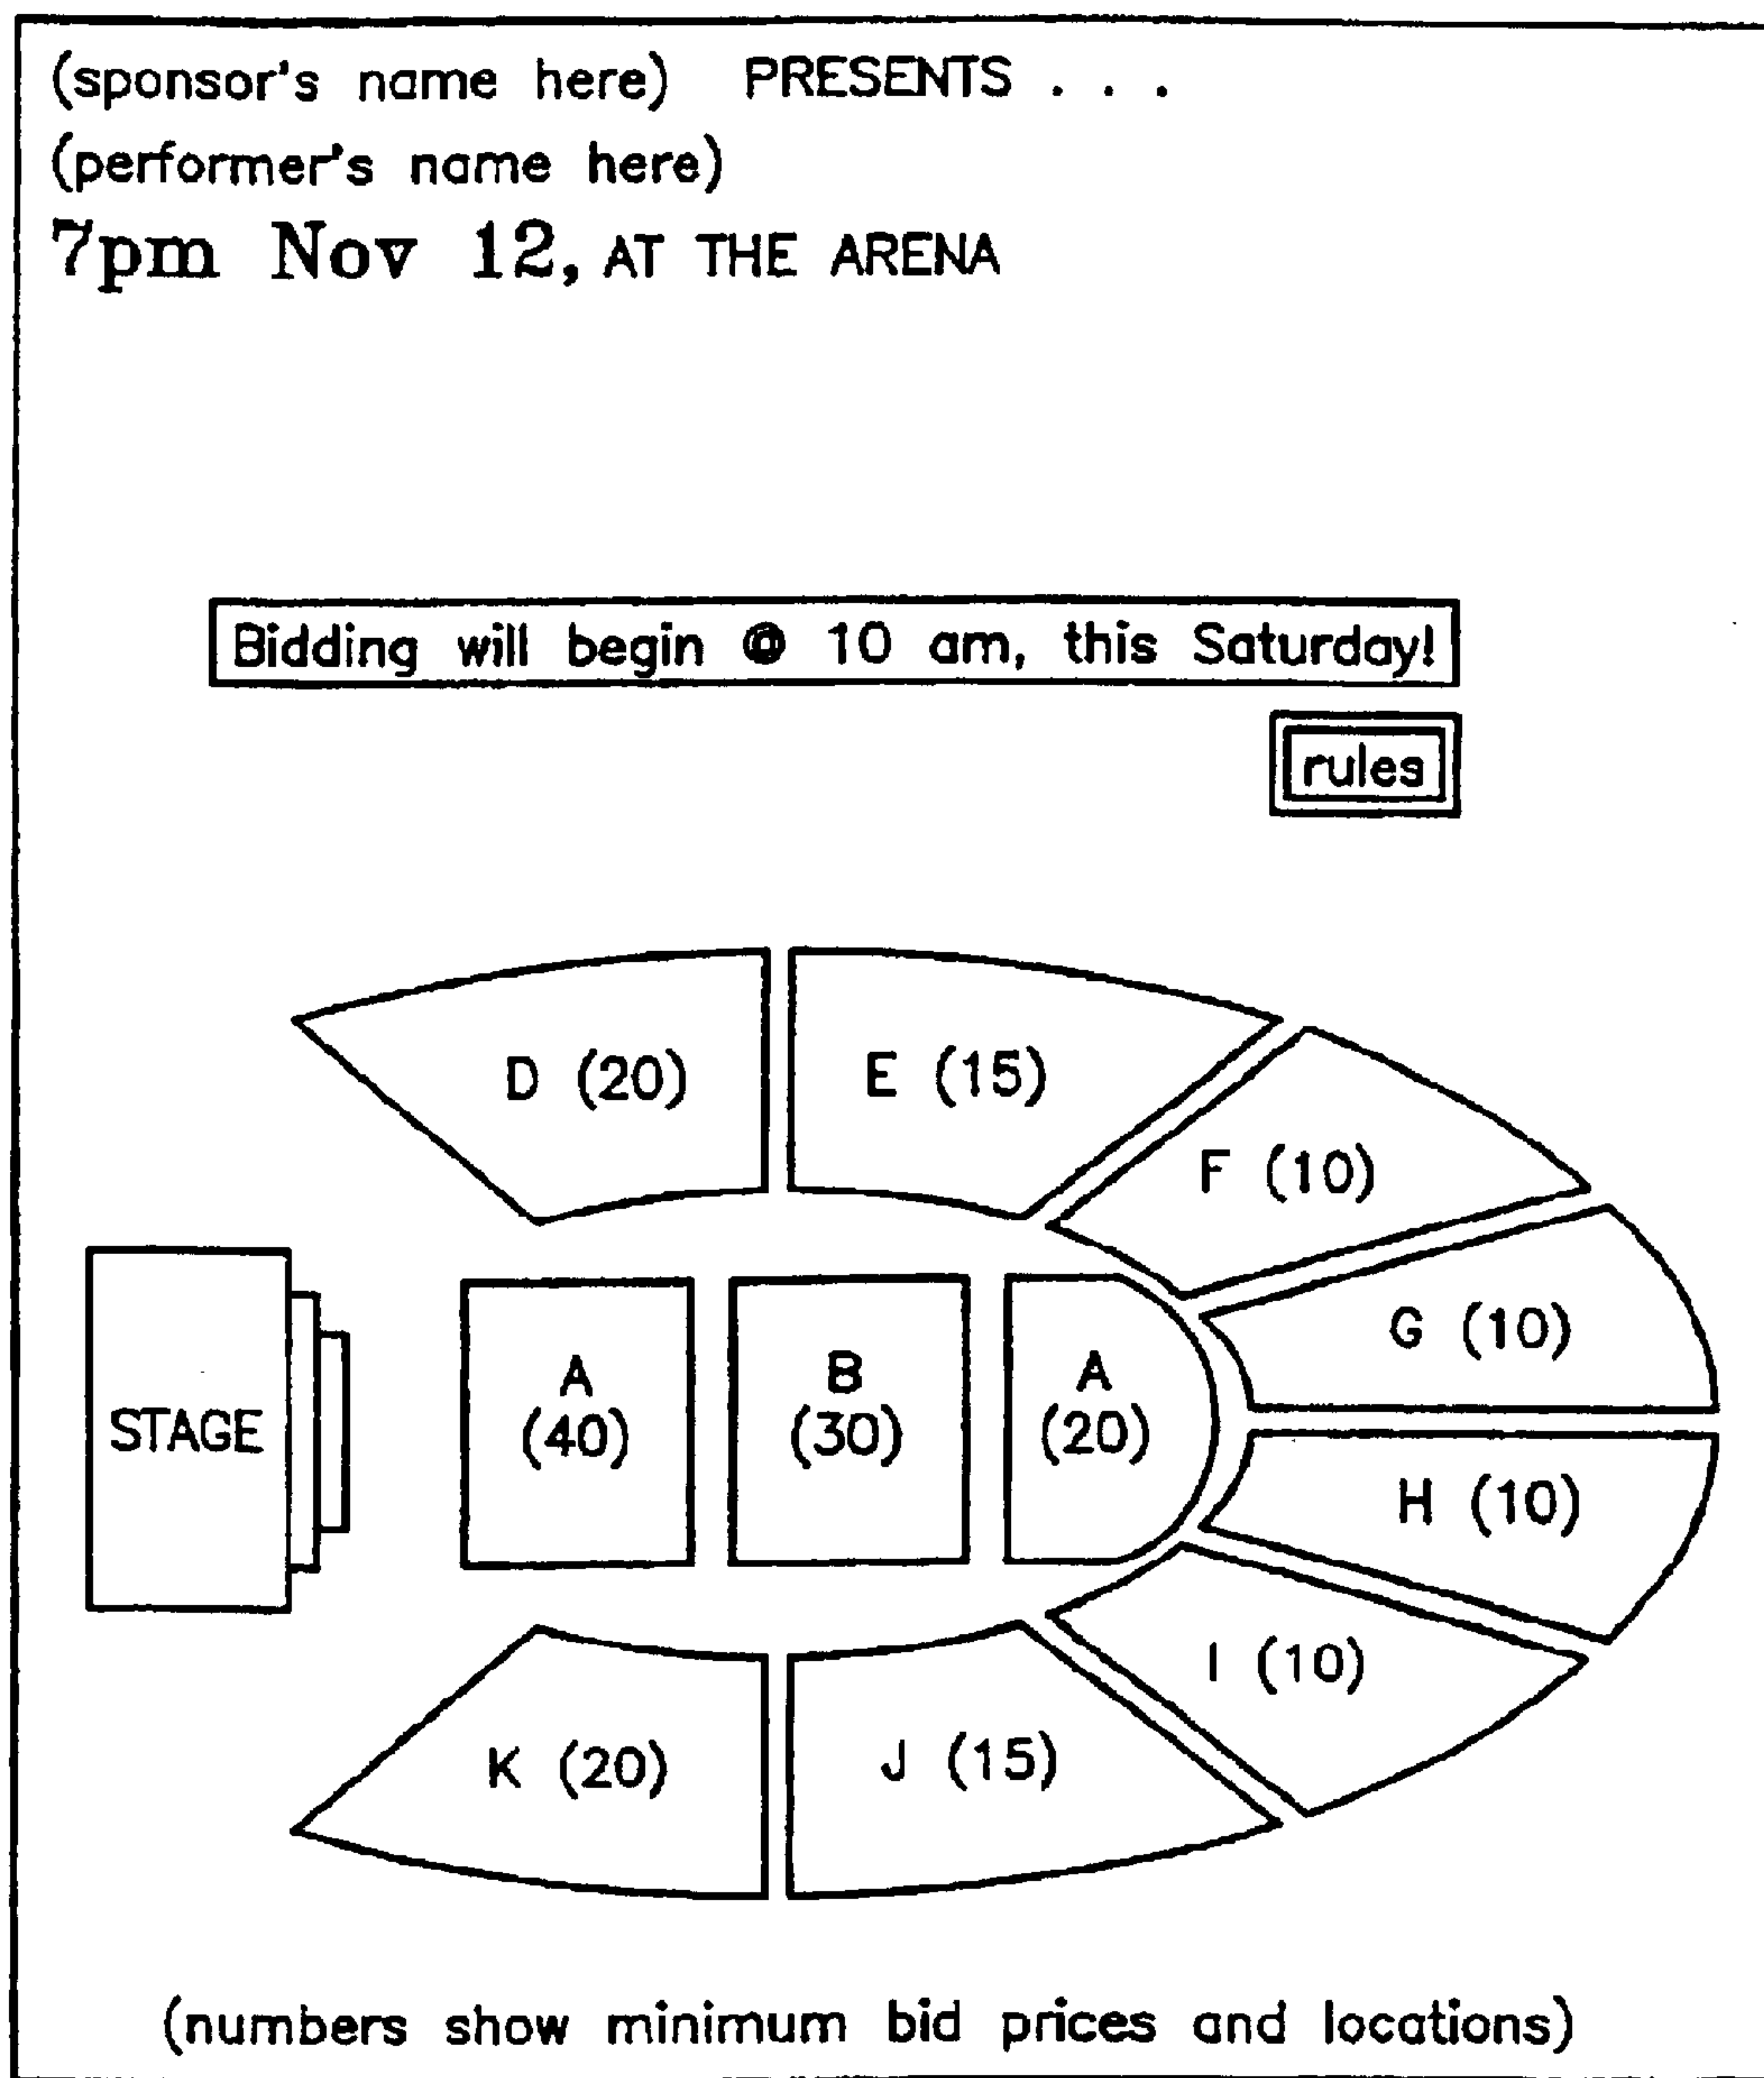 (sponsor's name here) PRESENTS . . .
(performer's name here)
7pm Nov 12, AT THE ARENA
Bidding will begin @ 10 am, this Saturday!
rules
D (20)
E (15)
F (10)
G (10)
STAGE
A
(40)
B
(30)
A
(20)
H (10)
I (10)
K (20)
J (15)
(numbers show minimum bid prices and locations)